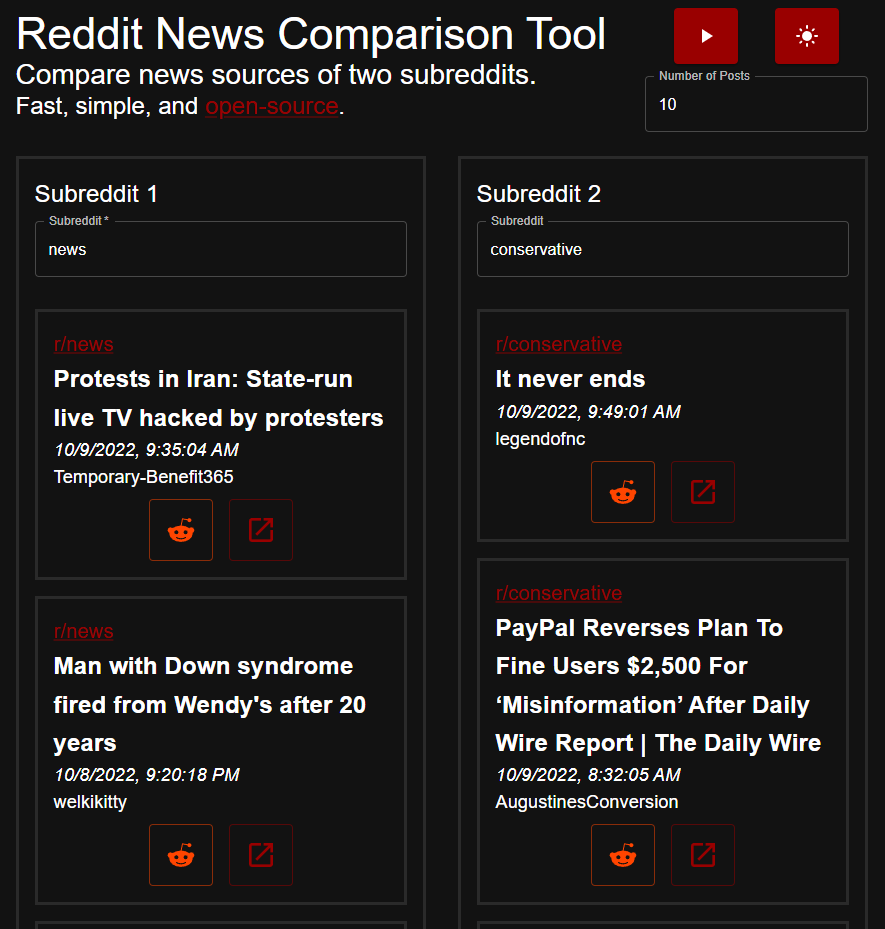 Reddit News Comparison Tool
Compare news sources of two subreddits.
Fast, simple, and open-source.
Number of Posts
10
Subreddit 1
Subreddit *
news
r/news
Protests in Iran: State-run
live TV hacked by protesters
10/9/2022, 9:35:04 AM
Temporary-Benefit365
r/news
Man with Down syndrome
fired from Wendy's after 20
years
10/8/2022, 9:20:18 PM
welkikitty
Subreddit 2
Subreddit
conservative
r/conservative
It never ends
10/9/2022, 9:49:01 AM
legendofnc
r/conservative
PayPal Reverses Plan To
Fine Users $2,500 For
‘Misinformation’ After Daily
Wire Report | The Daily Wire
10/9/2022, 8:32:05 AM
AugustinesConversion